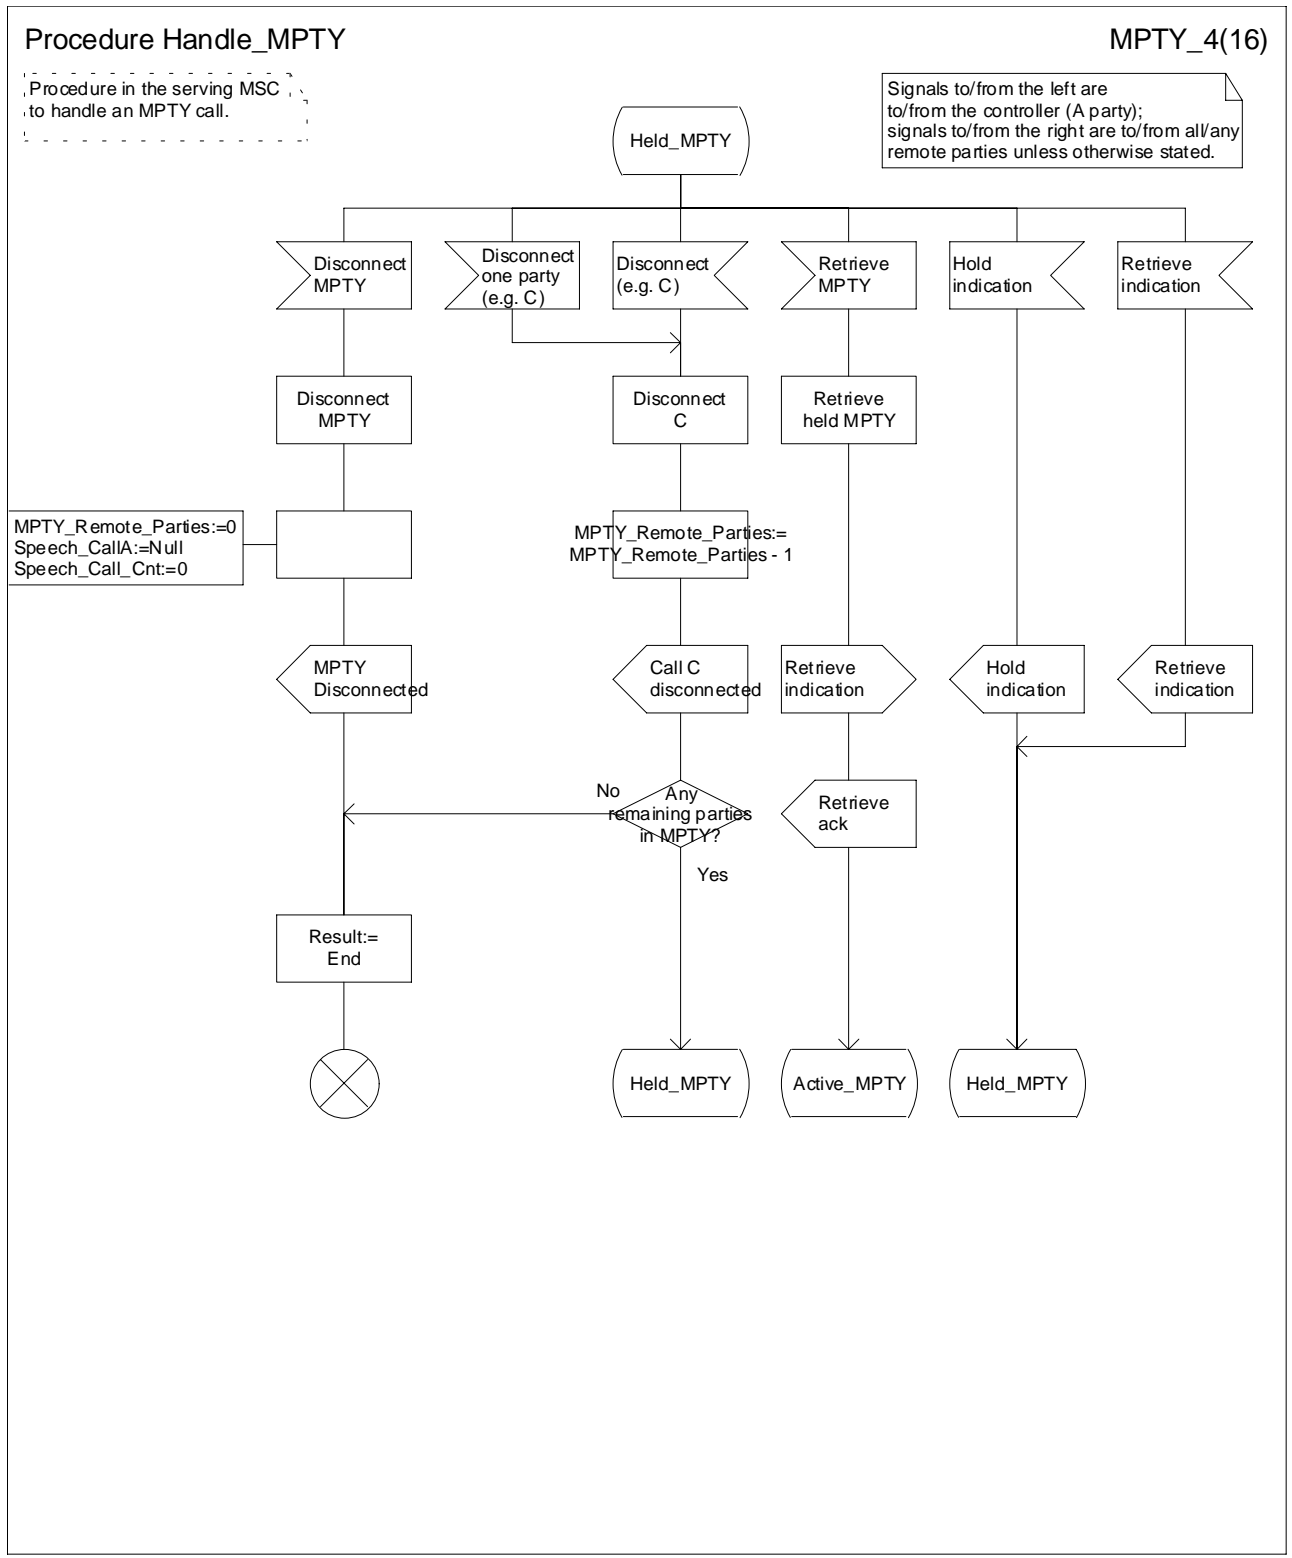 Procedure Handle_MPTY
MPTY_4(16)
Procedure in the serving MSC
to handle an MPTY call.
Signals to/from the left are
to/from the controller (A party);
signals to/from the right are to/from all/any
remote parties unless otherwise stated.
Held_MPTY
Disconnect
MPTY
Disconnect
one party
(e.g. C)
Disconnect
(e.g. C)
Retrieve
MPTY
Hold
indication
Retrieve
indication
Disconnect
MPTY
Disconnect
C
Retrieve
held MPTY
MPTY_Remote_Parties:=0
Speech_CallA:=Null
Speech_Call_Cnt:=0
MPTY_Remote_Parties:=
MPTY_Remote_Parties - 1
MPTY
Disconnected
Call C
disconnected
Retrieve
indication
Hold
indication
Retrieve
indication
No
Any
remaining parties
in MPTY?
Retrieve
ack
Yes
Result:=
End
Held_MPTY
Active_MPTY
Held_MPTY